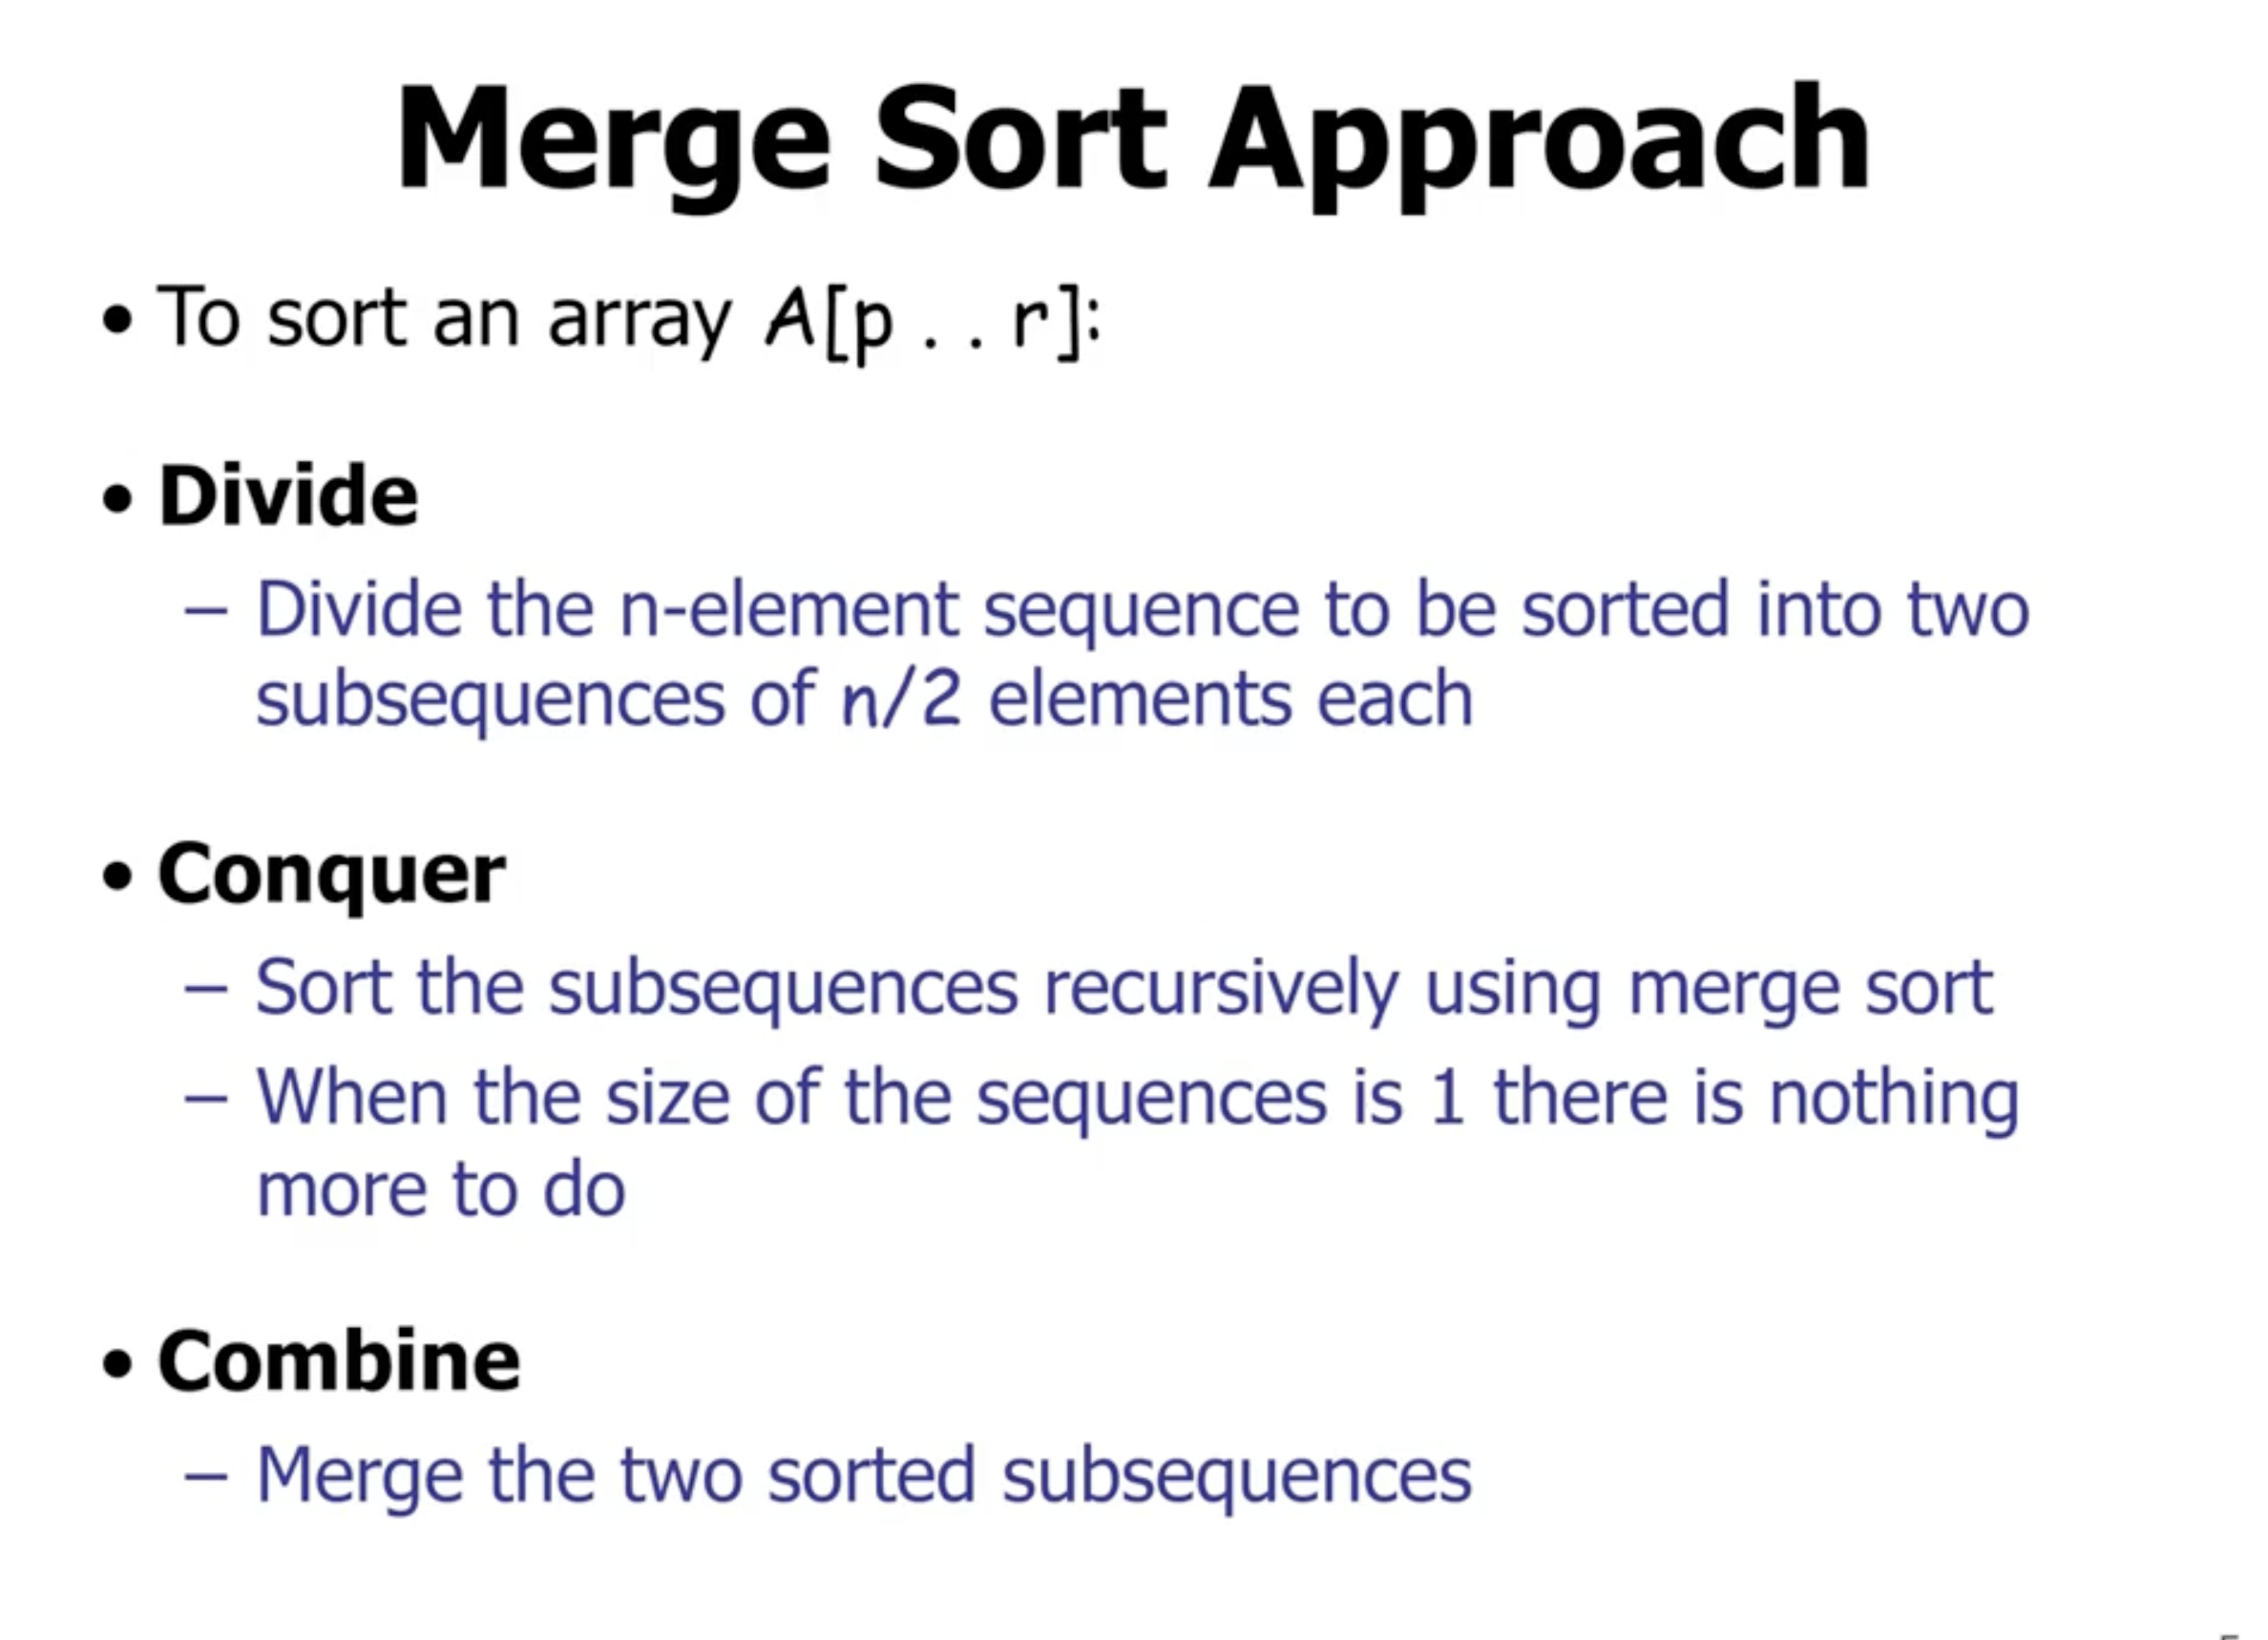 Merge Sort Approach
• To sort an array A[p . . r]:
• Divide
– Divide the n-element sequence to be sorted into two
subsequences of n/2 elements each
• Conquer
– Sort the subsequences recursively using merge sort
– When the size of the sequences is 1 there is nothing
more to do
• Combine
– Merge the two sorted subsequences